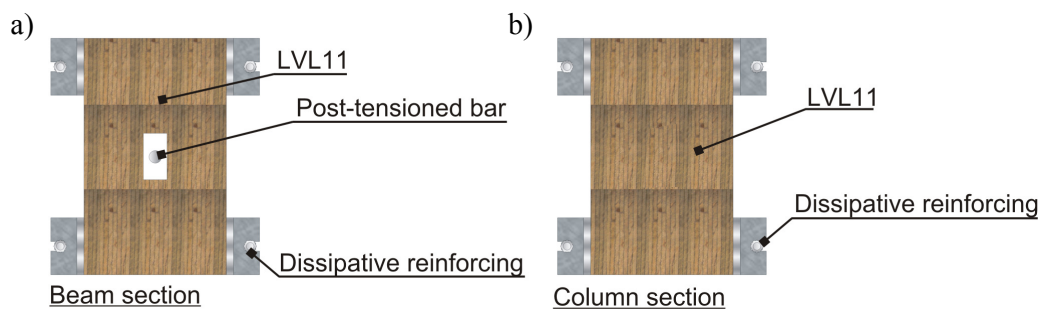 a)
LVL11
Post-tensioned bar
Dissipative reinforcing
Beam section
b)
LVL11
Dissipative reinforcing
Column section